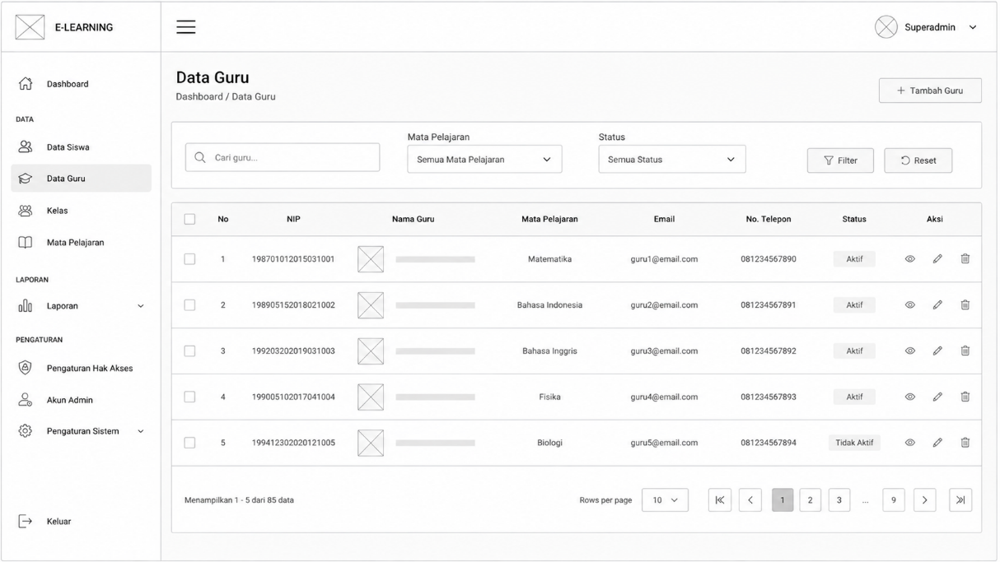 E-LEARNING
Superadmin
Dashboard
DATA
Data Siswa
Data Guru
Kelas
Mata Pelajaran
LAPORAN
Laporan
PENGATURAN
Pengaturan Hak Akses
Akun Admin
Pengaturan Sistem
Keluar
Data Guru
Dashboard / Data Guru
+ Tambah Guru
Cari guru...
Mata Pelajaran
Semua Mata Pelajaran
Status
Semua Status
Filter
Reset
No NIP Nama Guru Mata Pelajaran Email No. Telepon Status Aksi
1 198701012015031001 Matematika guru1@email.com 081234567890 Aktif
2 198905152018021002 Bahasa Indonesia guru2@email.com 081234567891 Aktif
3 199203202019031003 Bahasa Inggris guru3@email.com 081234567892 Aktif
4 199005102017041004 Fisika guru4@email.com 081234567893 Aktif
5 199412302020121005 Biologi guru5@email.com 081234567894 Tidak Aktif
Menampilkan 1 - 5 dari 85 data
Rows per page 10 1 2 3 ... 9